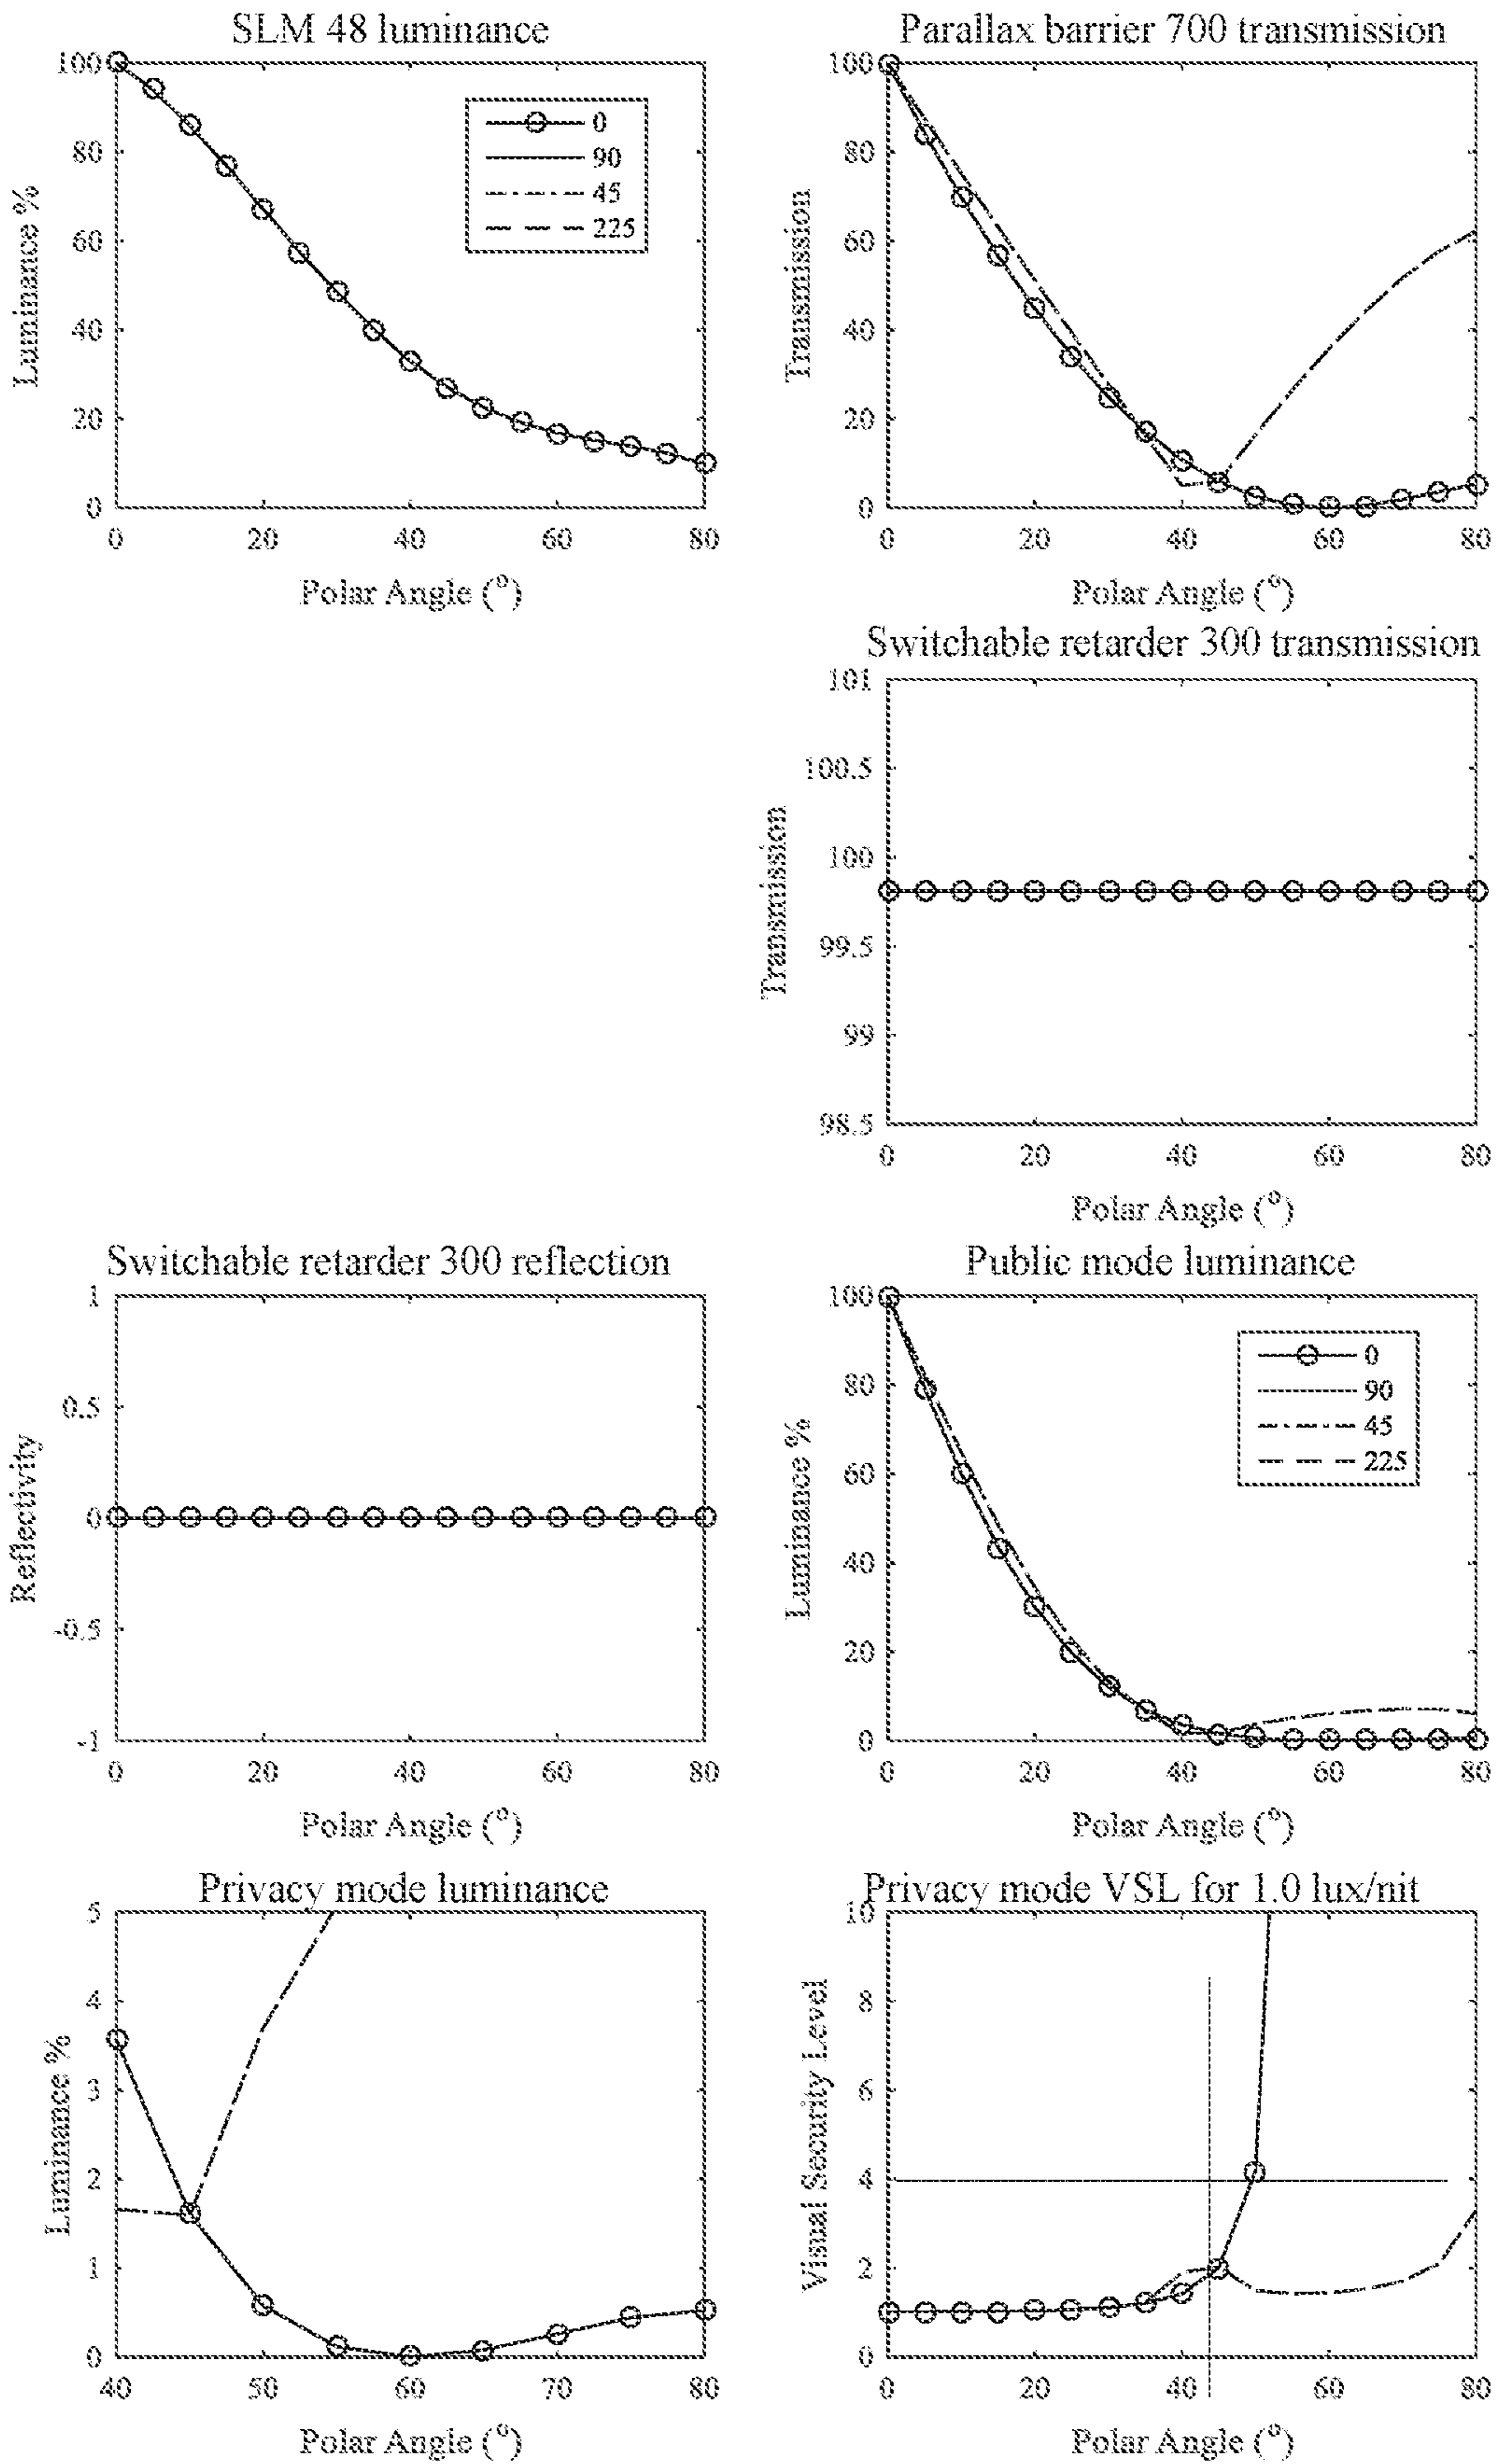 SLM 48 luminance
100
80
60
40
20
0
Luminance %
0
90
45
225
0 20 40 60 80
Polar Angle (°)
Parallax barrier 700 transmission
100
80
60
40
20
0
Transmission
0 20 40 60 80
Polar Angle (°)
Switchable retarder 300 transmission
101
100.5
100
99.5
99
98.5
Transmission
0 20 40 60 80
Polar Angle (°)
Switchable retarder 300 reflection
1
0.5
0
-0.5
-1
Reflectivity
0 20 40 60 80
Polar Angle (°)
Public mode luminance
100
80
60
40
20
0
Luminance %
0
90
45
225
0 20 40 60 80
Polar Angle (°)
Privacy mode luminance
5
4
3
2
1
0
Luminance %
40 50 60 70 80
Polar Angle (°)
Privacy mode VSL for 1.0 lux/nit
10
8
6
4
2
0
Visual Security Level
0 20 40 60 80
Polar Angle (°)